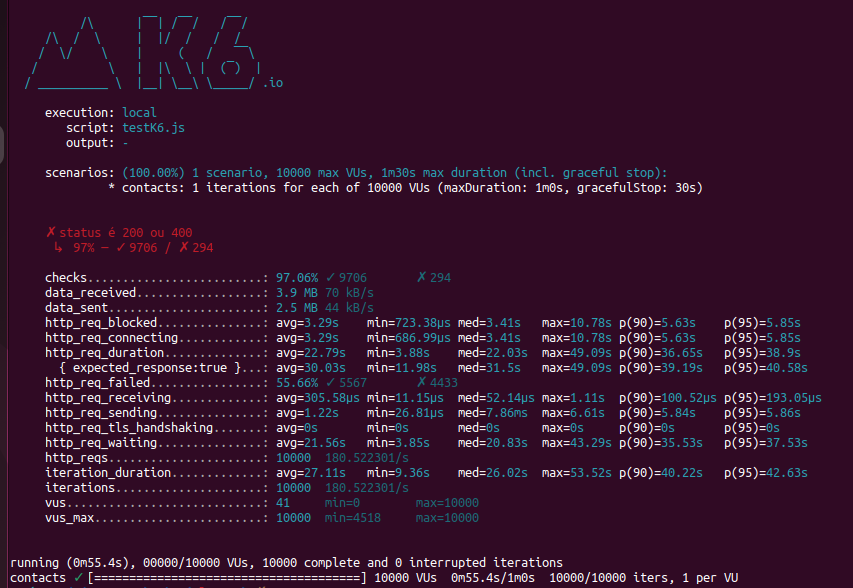 execution: local
script: testK6.js
output: -
scenarios: (100.00%) 1 scenario, 10000 max VUs, 1m30s max duration (incl. graceful stop):
* contacts: 1 iterations for each of 10000 VUs (maxDuration: 1m0s, gracefulStop: 30s)
✗ status é 200 ou 400
↳ 97% — ✓ 9706 / ✗ 294
checks.........................: 97.06% ✓ 9706 ✗ 294
data_received..................: 3.9 MB 70 kB/s
data_sent......................: 2.5 MB 44 kB/s
http_req_blocked...............: avg=3.29s min=723.38µs med=3.41s max=10.78s p(90)=5.63s p(95)=5.85s
http_req_connecting............: avg=3.29s min=686.99µs med=3.41s max=10.78s p(90)=5.63s p(95)=5.85s
http_req_duration..............: avg=22.79s min=3.88s med=22.03s max=49.09s p(90)=36.65s p(95)=38.9s
{ expected_response:true }...: avg=30.03s min=11.98s med=31.5s max=49.09s p(90)=39.19s p(95)=40.58s
http_req_failed................: 55.66% ✓ 5567 ✗ 4433
http_req_receiving.............: avg=305.58µs min=11.15µs med=52.14µs max=1.11s p(90)=100.52µs p(95)=193.05µs
http_req_sending...............: avg=1.22s min=26.81µs med=7.86ms max=6.61s p(90)=5.84s p(95)=5.86s
http_req_tls_handshaking.......: avg=0s min=0s med=0s max=0s p(90)=0s p(95)=0s
http_req_waiting...............: avg=21.56s min=3.85s med=20.83s max=43.29s p(90)=35.53s p(95)=37.53s
http_reqs......................: 10000 180.522301/s
iteration_duration.............: avg=27.11s min=9.36s med=26.02s max=53.52s p(90)=40.22s p(95)=42.63s
iterations.....................: 10000 180.522301/s
vus............................: 41 min=0 max=10000
vus_max........................: 10000 min=4518 max=10000
running (0m55.4s), 00000/10000 VUs, 10000 complete and 0 interrupted iterations
contacts ✓ [======================================] 10000 VUs 0m55.4s/1m0s 10000/10000 iters, 1 per VU